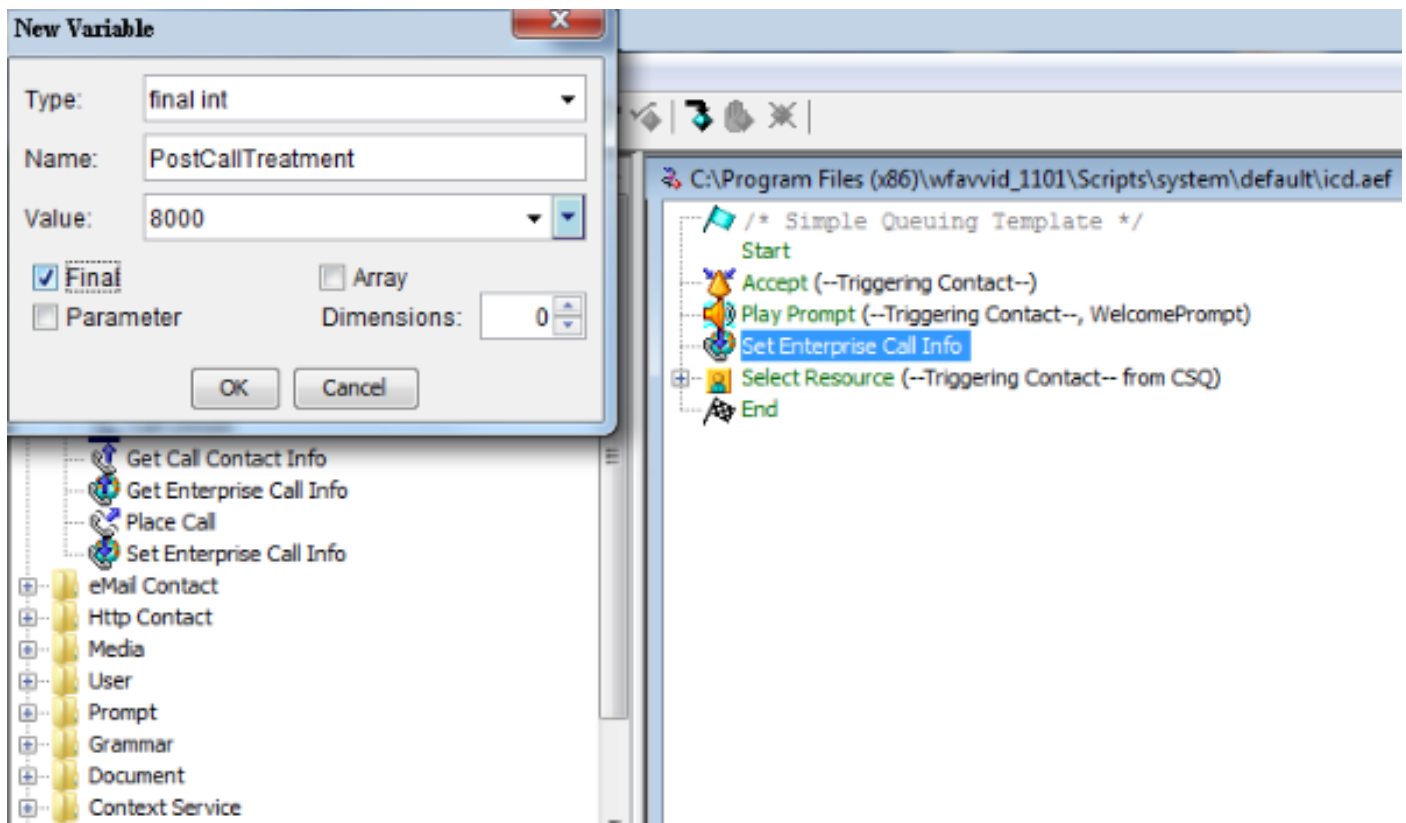 New Variable
Type: final int
Name: PostCallTreatment
Value: 8000
Final Array
Parameter Dimensions: 0
OK Cancel
Get Call Contact Info
Get Enterprise Call Info
Place Call
Set Enterprise Call Info
eMail Contact
Http Contact
Media
User
Prompt
Grammar
Document
Context Service
C:\Program Files (x86)\wfavvid_1101\Scripts\system\default\icd.aef
/* Simple Queuing Template */
Start
Accept (--Triggering Contact--)
Play Prompt (--Triggering Contact--, WelcomePrompt)
Set Enterprise Call Info
Select Resource (--Triggering Contact-- from CSQ)
End